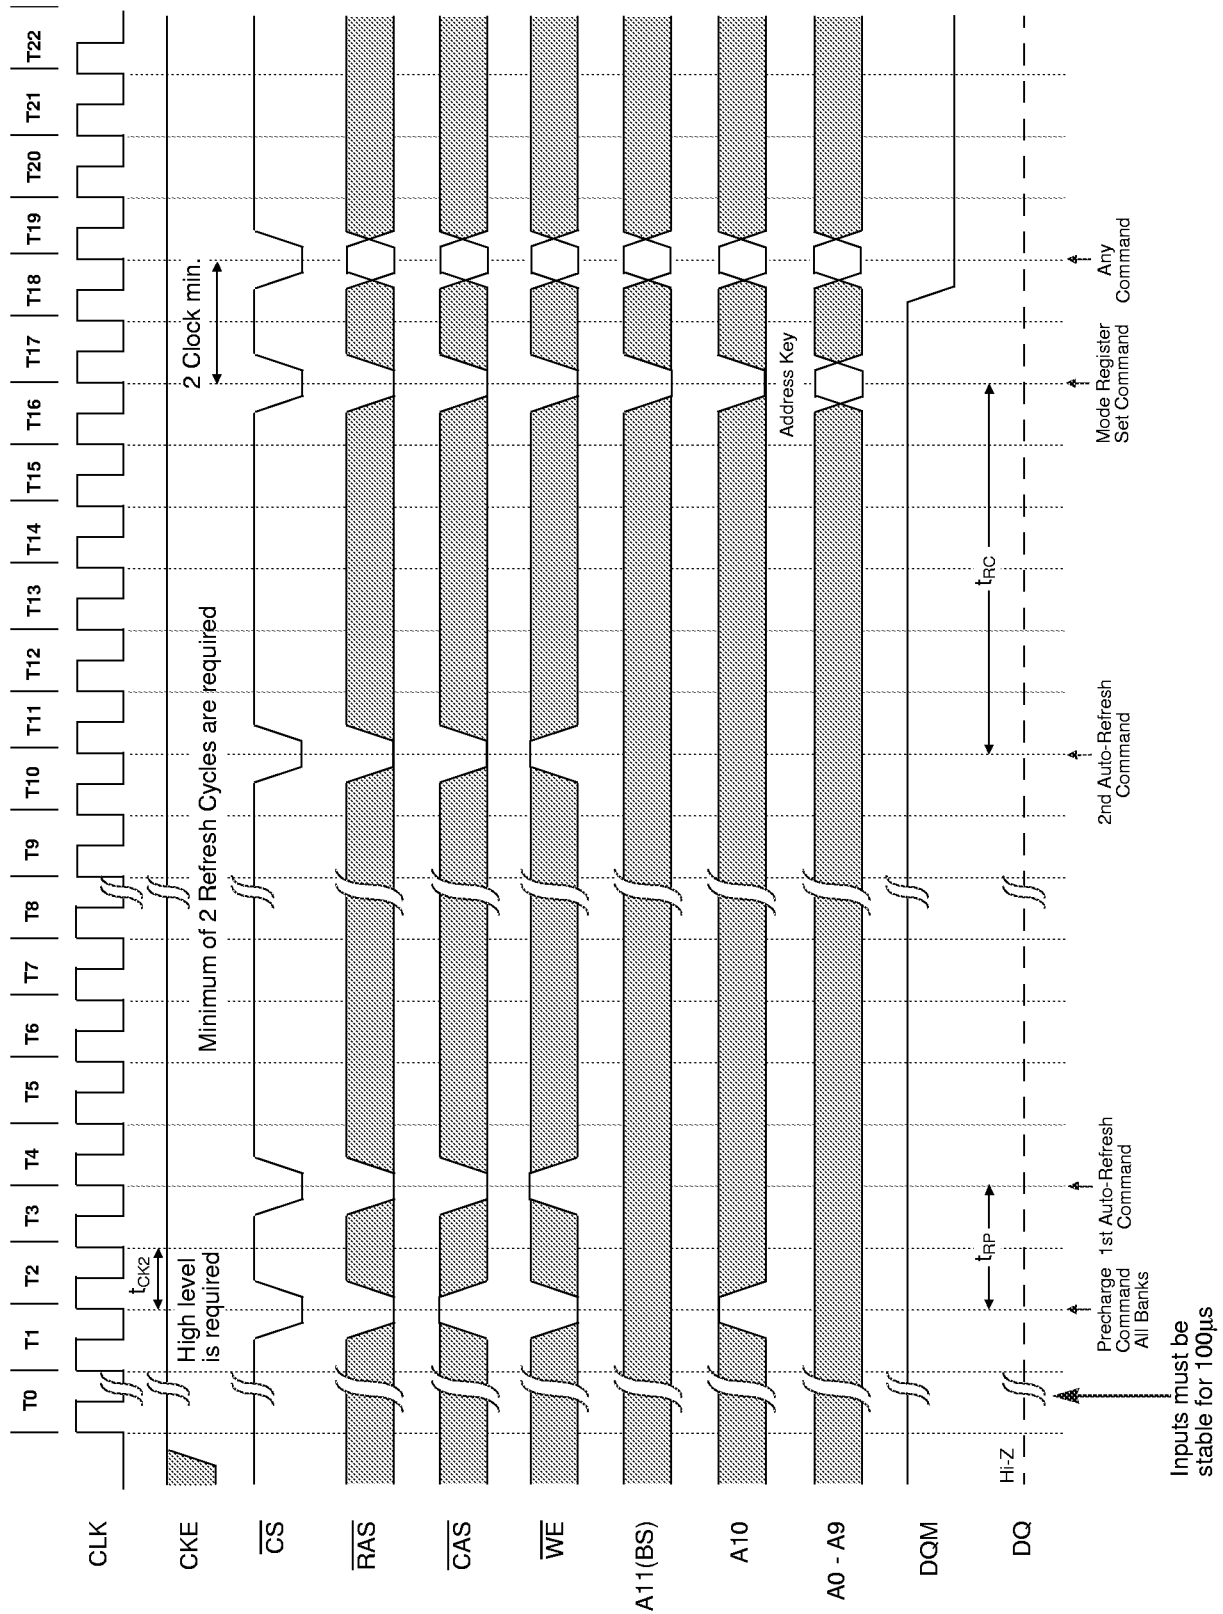 T0 T1 T2 T3 T4 T5 T6 T7 T8 T9 T10 T11 T12 T13 T14 T15 T16 T17 T18 T19 T20 T21 T22
CLK
tCK2
CKE
High level
is required
Minimum of 2 Refresh Cycles are required
2 Clock min.
CS
RAS
CAS
WE
A11(BS)
A10
Address Key
A0 - A9
DQM
tRP
tRC
Hi-Z
DQ
Precharge
Command
All Banks
1st Auto-Refresh
Command
2nd Auto-Refresh
Command
Mode Register
Set Command
Any
Command
Inputs must be
stable for 100µs